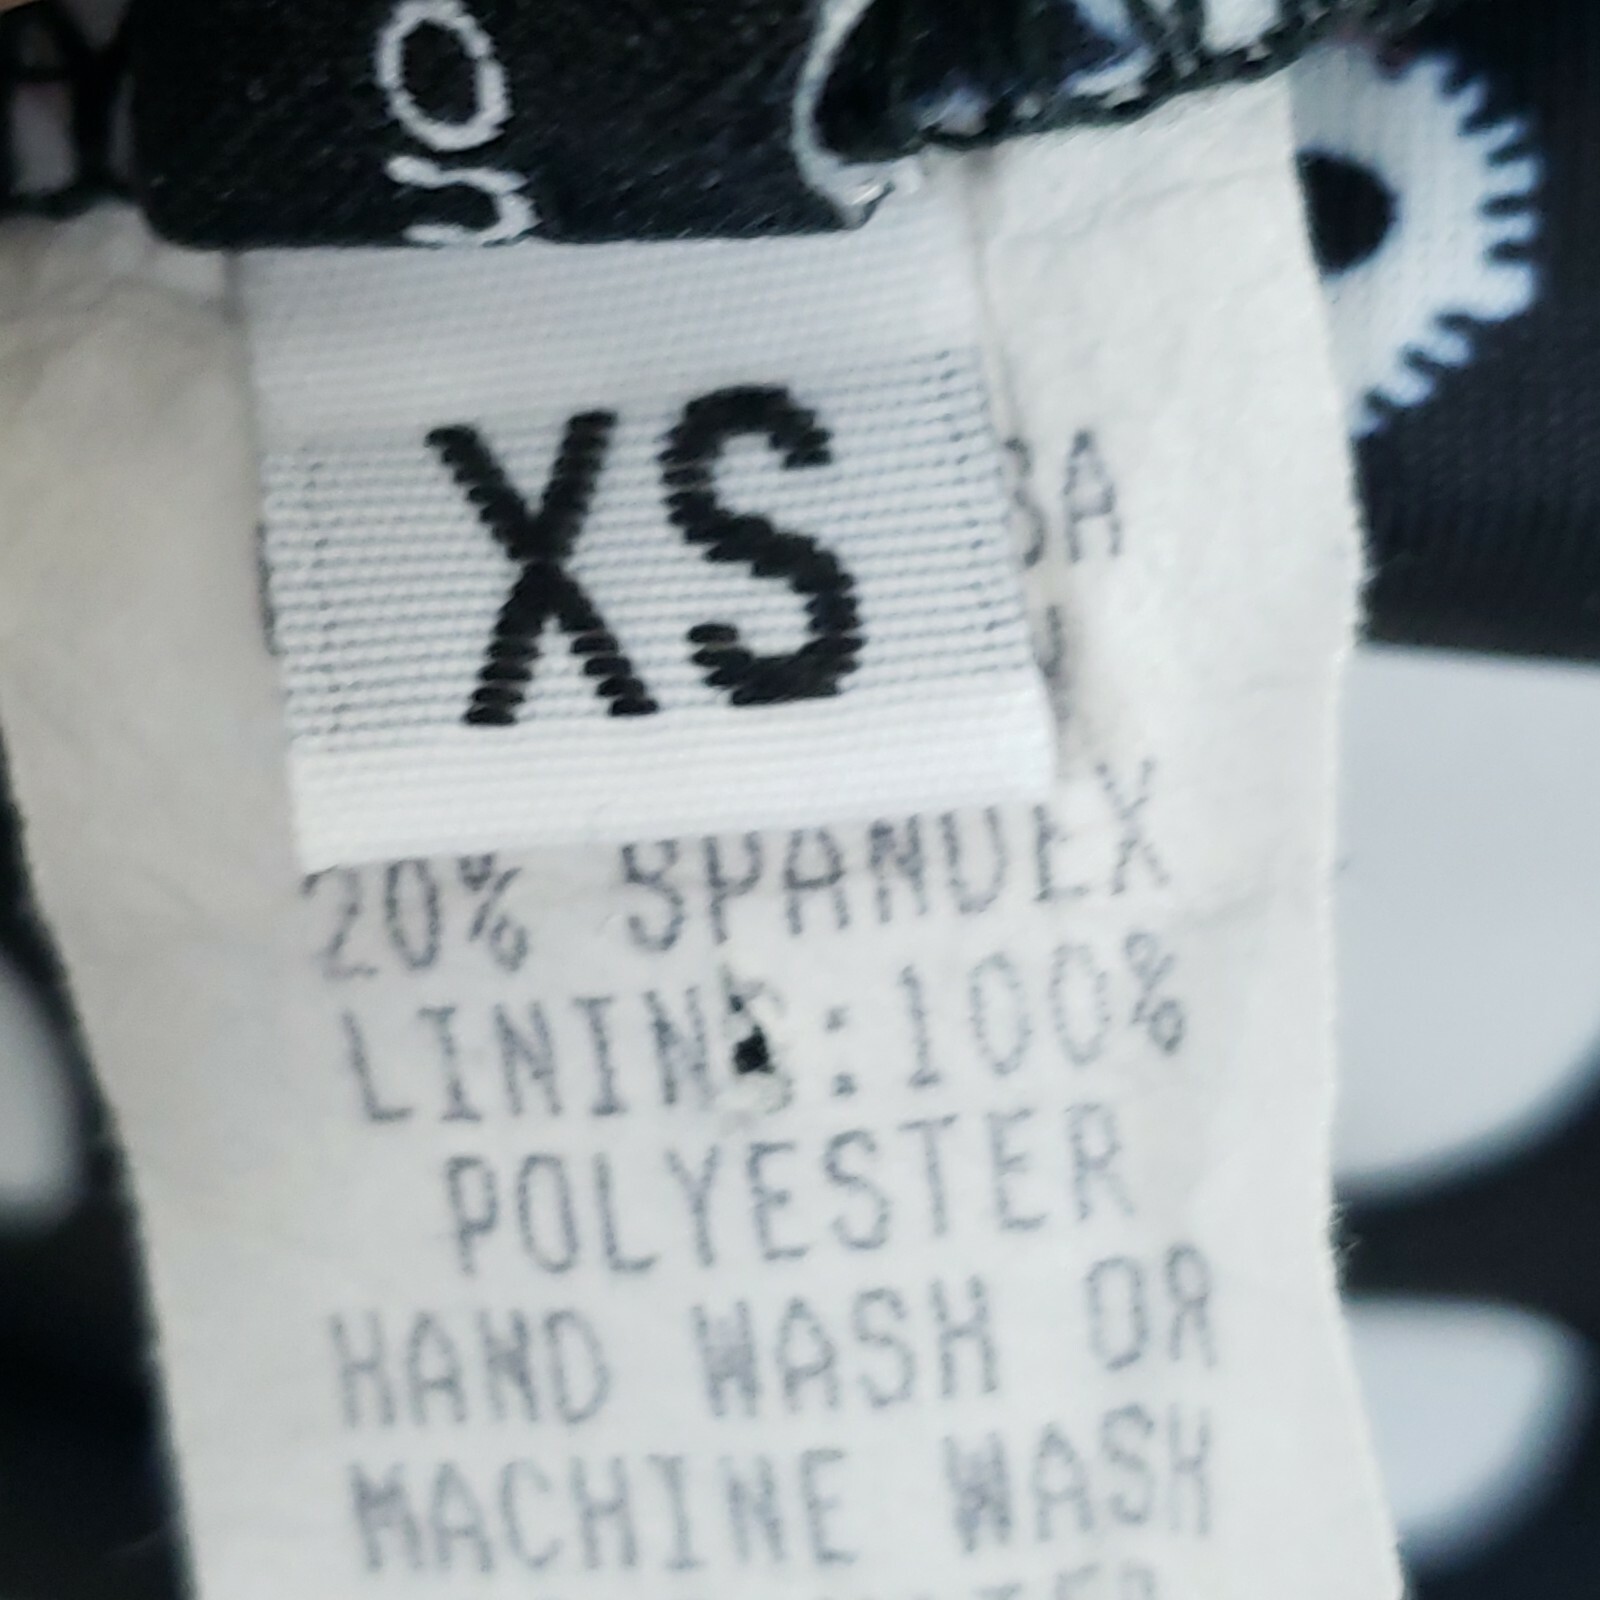 XS
20% SPANDEX
LINING:100%
POLYESTER
HAND WASH OR
MACHINE WASH